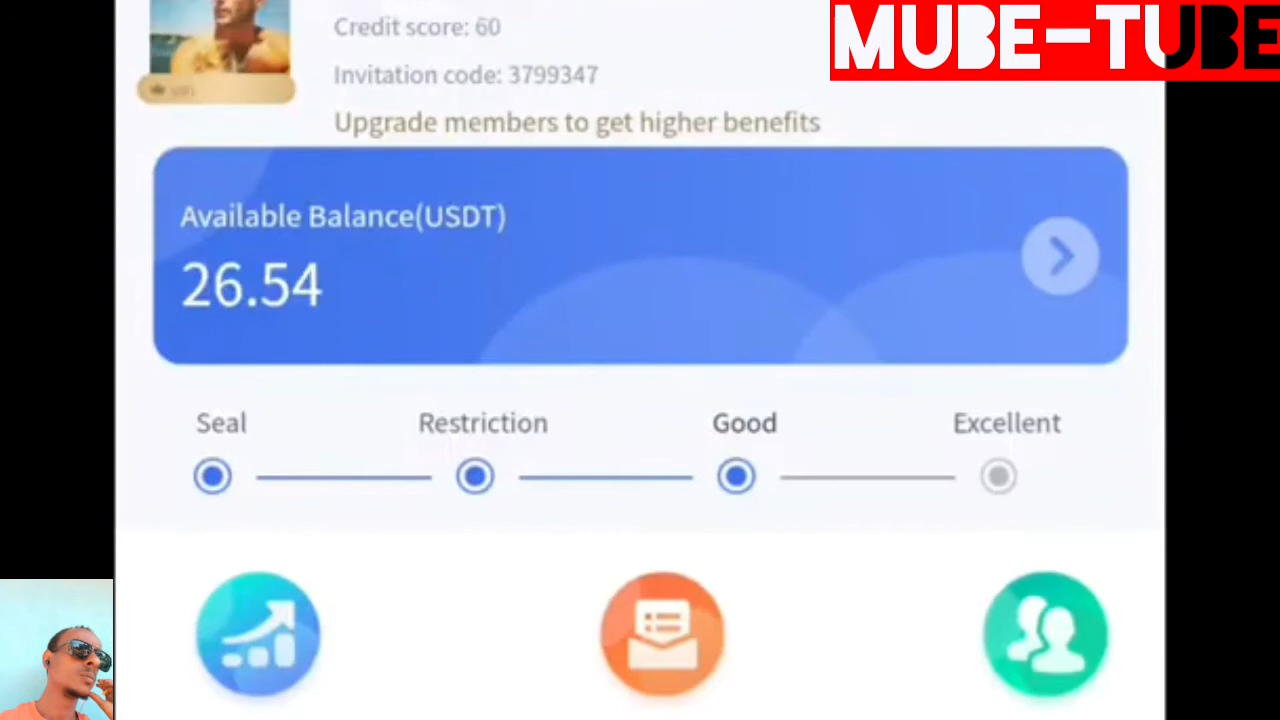 MUBE-TUBE
Credit score: 60
Invitation code: 3799347
Upgrade members to get higher benefits
Available Balance(USDT)
26.54
Seal
Restriction
Good
Excellent